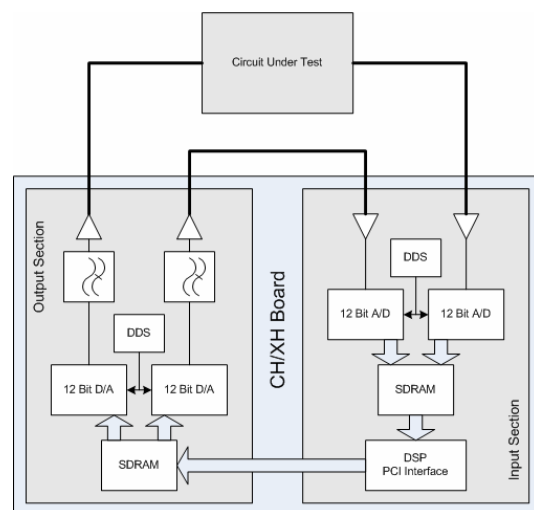 Circuit Under Test
Output Section
DDS
12 Bit D/A
12 Bit D/A
SDRAM
CH/XH Board
DDS
12 Bit A/D
12 Bit A/D
SDRAM
DSP
PCI Interface
Input Section